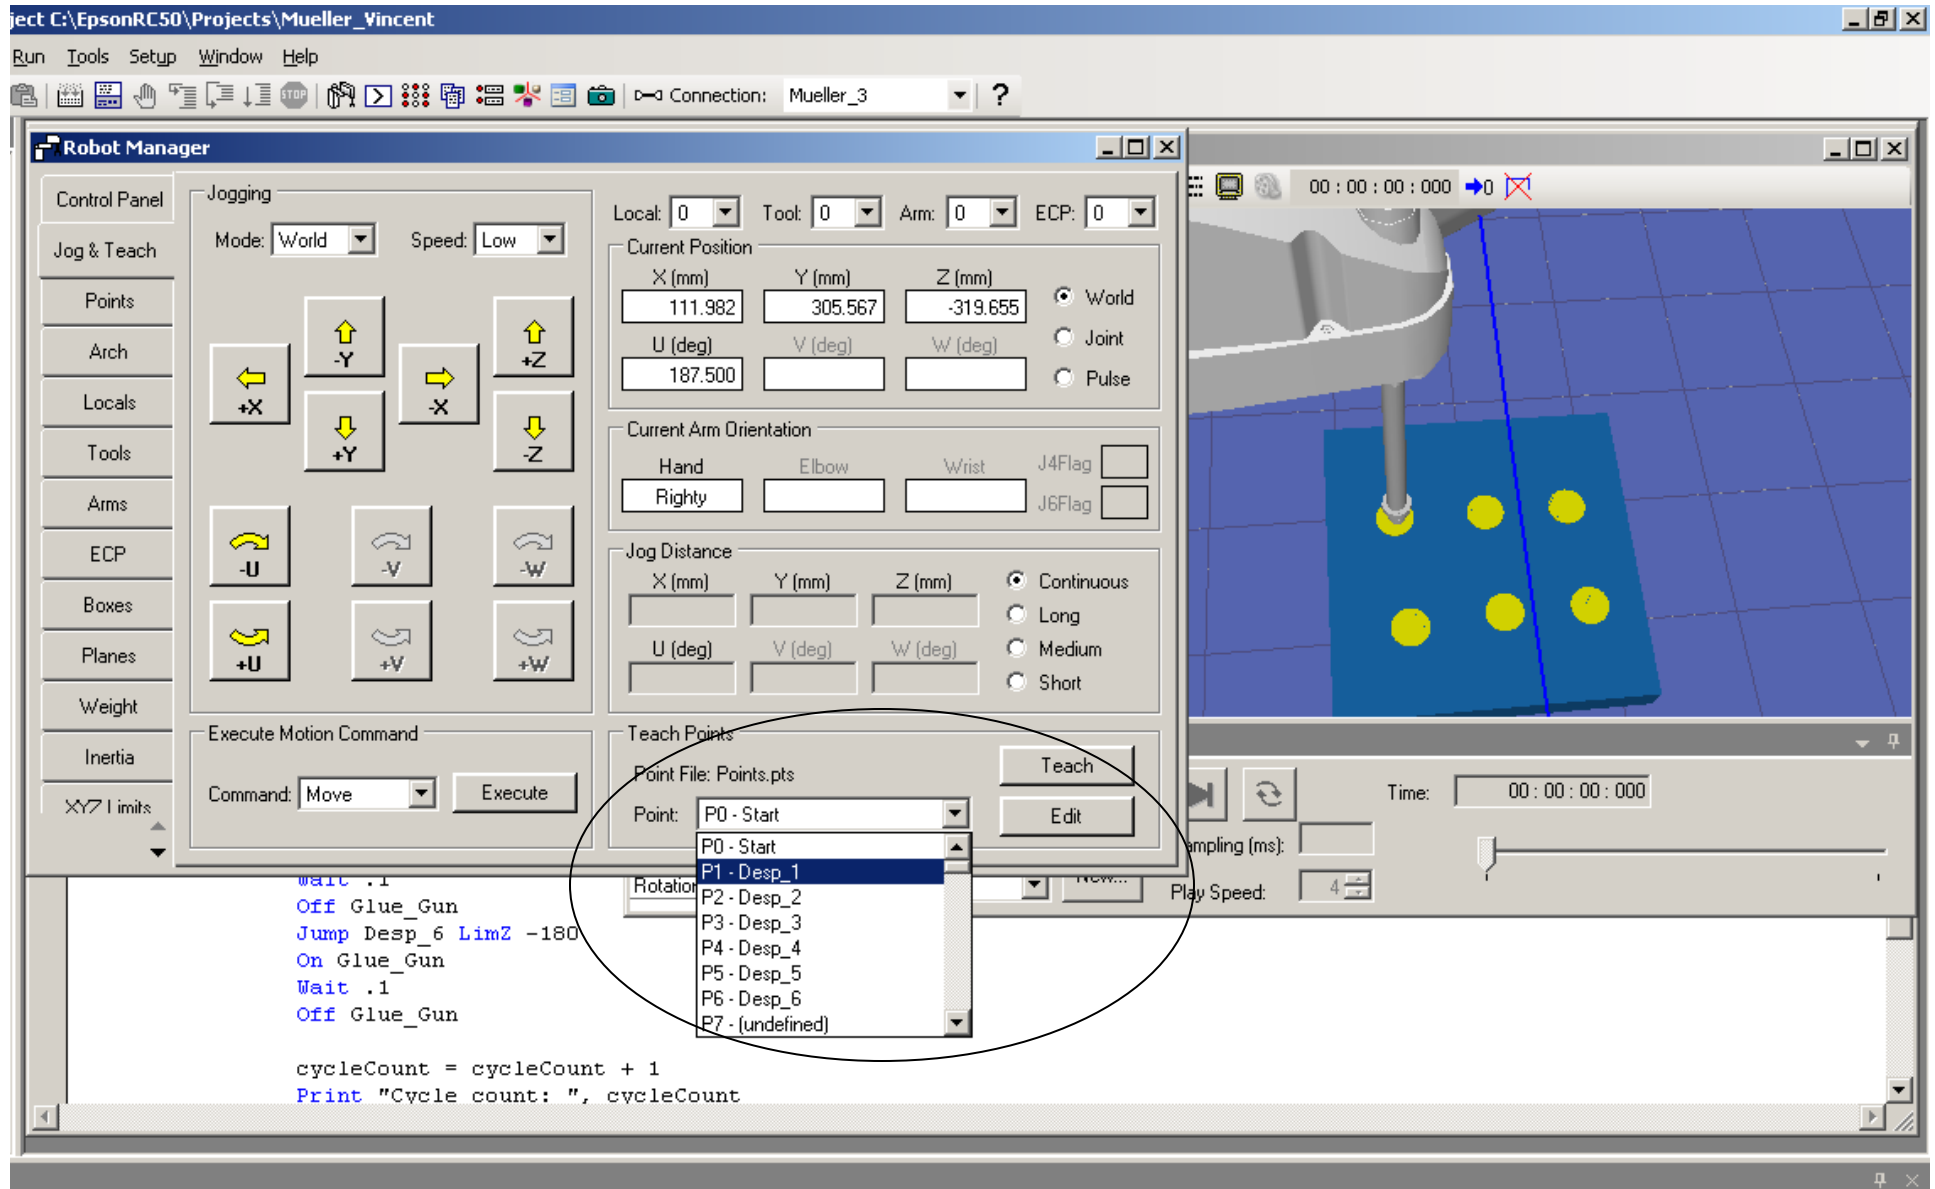 ject C:\EpsonRC50\Projects\Mueller_Vincent
Run Tools Setup Window Help
STOP Connection: Mueller_3 ?
Robot Manager
00 : 00 : 00 : 000 0
Control Panel
Jog & Teach
Points
Arch
Locals
Tools
Arms
ECP
Boxes
Planes
Weight
Inertia
XYZ Limits
Jogging
Mode: World Speed: Low
-Y
+Z
+X
-X
+Y
-Z
-U -V -W
+U +V +W
Execute Motion Command
Command: Move Execute
Local: 0 Tool: 0 Arm: 0 ECP: 0
Current Position
X (mm) Y (mm) Z (mm)
111.982 305.567 -319.655 World
U (deg) V (deg) W (deg) Joint
187.500 Pulse
Current Arm Orientation
Hand Elbow Wrist J4Flag
Righty J6Flag
Jog Distance
X (mm) Y (mm) Z (mm) Continuous
Long
U (deg) V (deg) W (deg) Medium
Short
Teach Points
Point File: Points.pts Teach
Point: P0 - Start Edit
P0 - Start
P1 - Desp_1
P2 - Desp_2
P3 - Desp_3
P4 - Desp_4
P5 - Desp_5
P6 - Desp_6
P7 - (undefined)
Time: 00 : 00 : 00 : 000
ampling (ms):
Rotation New... Play Speed: 4
Wait .1
Off Glue_Gun
Jump Desp_6 LimZ -180
On Glue_Gun
Wait .1
Off Glue_Gun
cycleCount = cycleCount + 1
Print "Cycle count: ", cycleCount